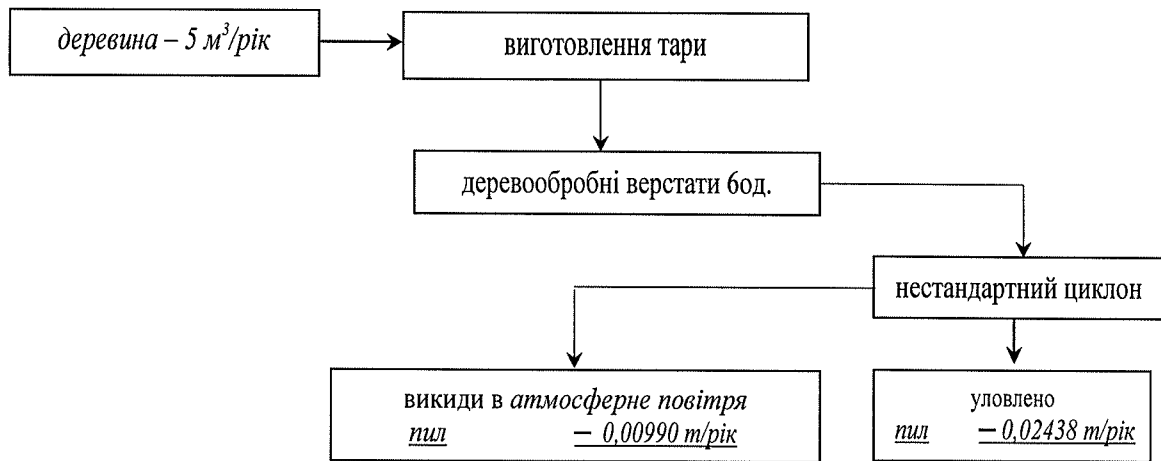 деревина – 5 м³/рік
виготовлення тари
деревообробні верстати 6од.
нестандартний циклон
викиди в атмосферне повітря
пил – 0,00990 т/рік
уловлено
пил – 0,02438 т/рік